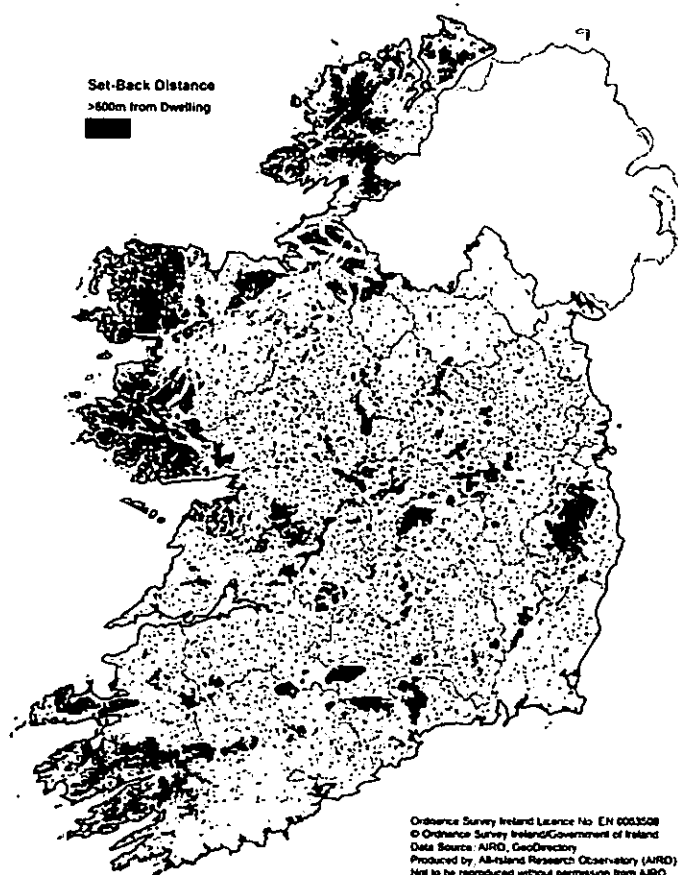 Set-Back Distance
>600m from Dwelling
Ordnance Survey Ireland Licence No. EN 0063508
© Ordnance Survey Ireland/Government of Ireland
Data Source: AIRO, GeoDirectory
Produced by: All-Island Research Observatory (AIRO)
Not to be reproduced without permission from AIRO